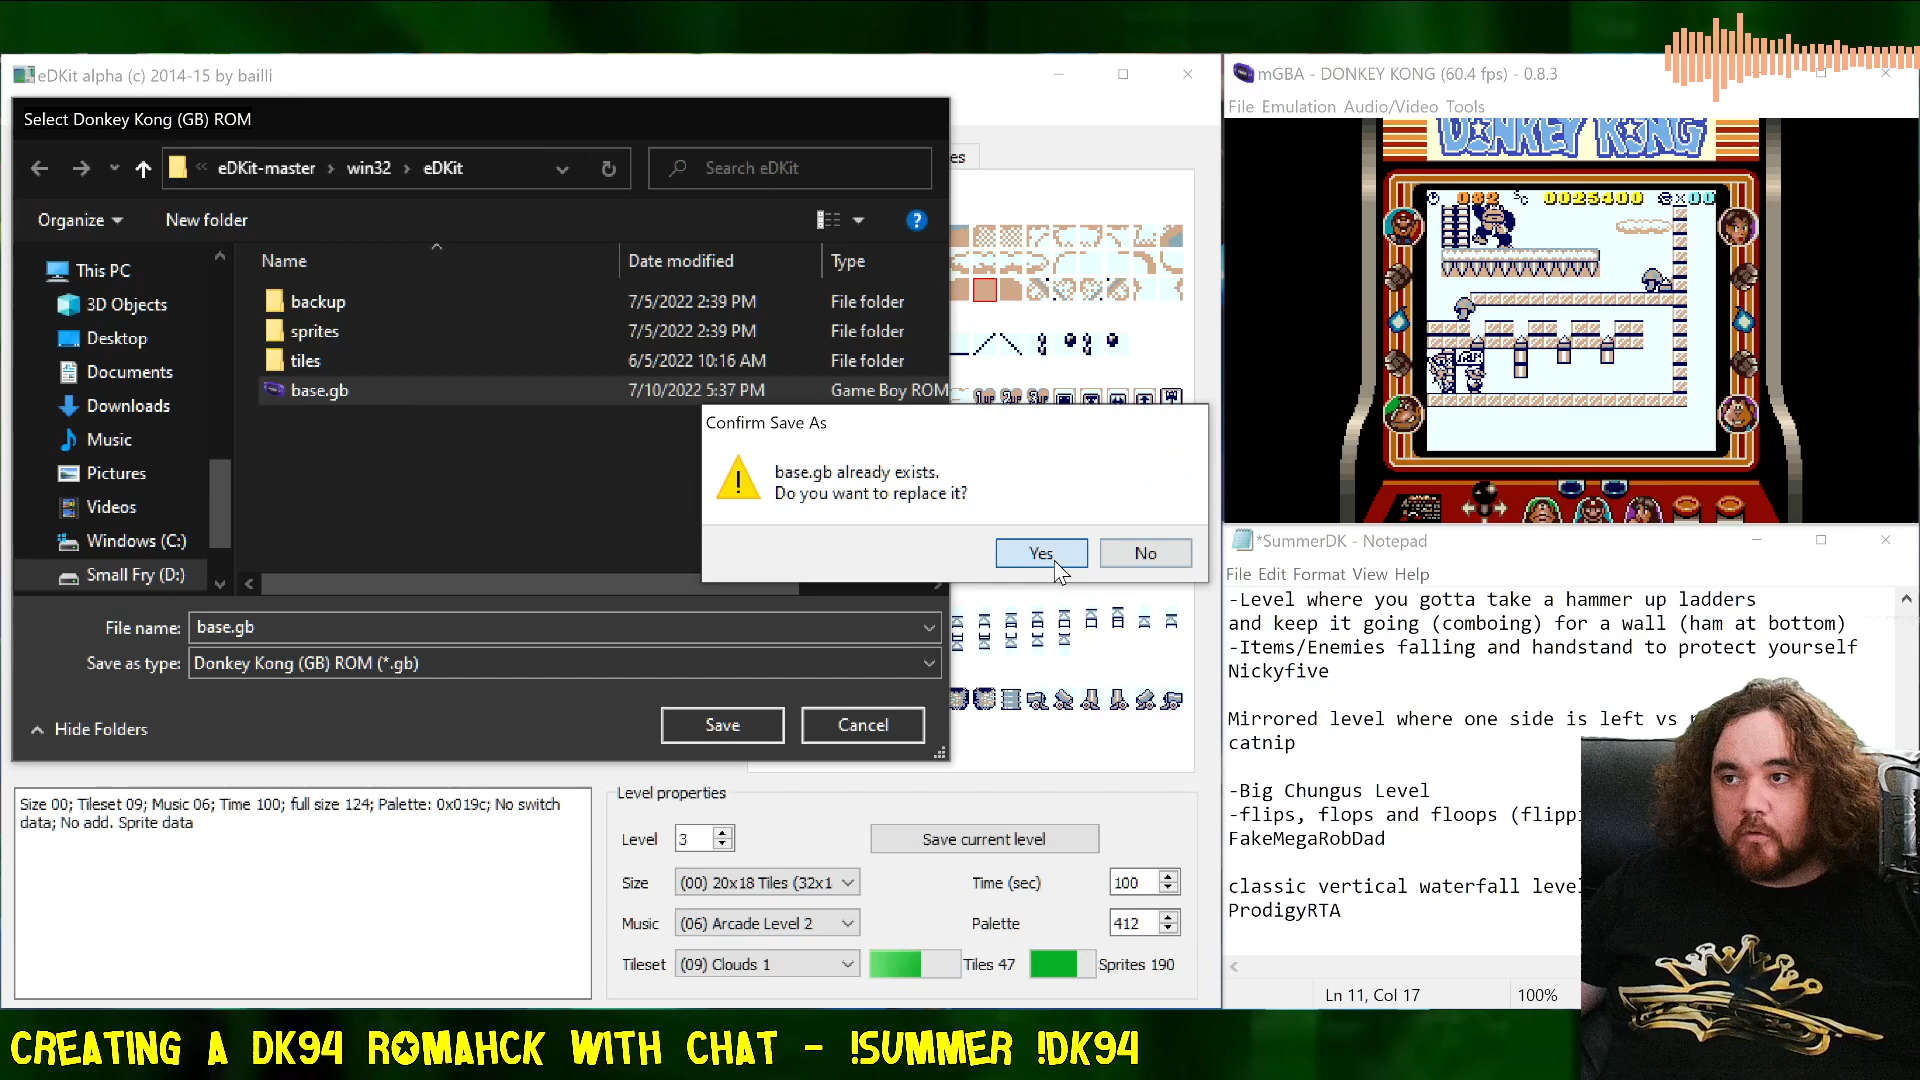 eDKit alpha (c) 2014-15 by bailli
Select Donkey Kong (GB) ROM
« eDKit-master › win32 › eDKit
Search eDKit
Organize
New folder
es
Name
Date modified
Type
This PC
3D Objects
Desktop
Documents
Downloads
Music
Pictures
Videos
Windows (C:)
Small Fry (D:)
backup 7/5/2022 2:39 PM File folder
sprites 7/5/2022 2:39 PM File folder
tiles 6/5/2022 10:16 AM File folder
base.gb 7/10/2022 5:37 PM Game Boy ROM
Confirm Save As
base.gb already exists.
Do you want to replace it?
Yes
No
File name: base.gb
Save as type: Donkey Kong (GB) ROM (*.gb)
Hide Folders
Save
Cancel
Size 00; Tileset 09; Music 06; Time 100; full size 124; Palette: 0x019c; No switch
data; No add. Sprite data
Level properties
Level 3
Save current level
Size (00) 20x18 Tiles (32x1
Time (sec) 100
Music (06) Arcade Level 2
Palette 412
Tileset (09) Clouds 1
Tiles 47
Sprites 190
mGBA - DONKEY KONG (60.4 fps) - 0.8.3
File Emulation Audio/Video Tools
DONKEY KONG
082 0025400 x00
*SummerDK - Notepad
File Edit Format View Help
-Level where you gotta take a hammer up ladders
and keep it going (comboing) for a wall (ham at bottom)
-Items/Enemies falling and handstand to protect yourself
Nickyfive
Mirrored level where one side is left vs
catnip
-Big Chungus Level
-flips, flops and floops (flippi
FakeMegaRobDad
classic vertical waterfall level
ProdigyRTA
Ln 11, Col 17
100%
CREATING A DK94 ROMAHCK WITH CHAT - !SUMMER !DK94